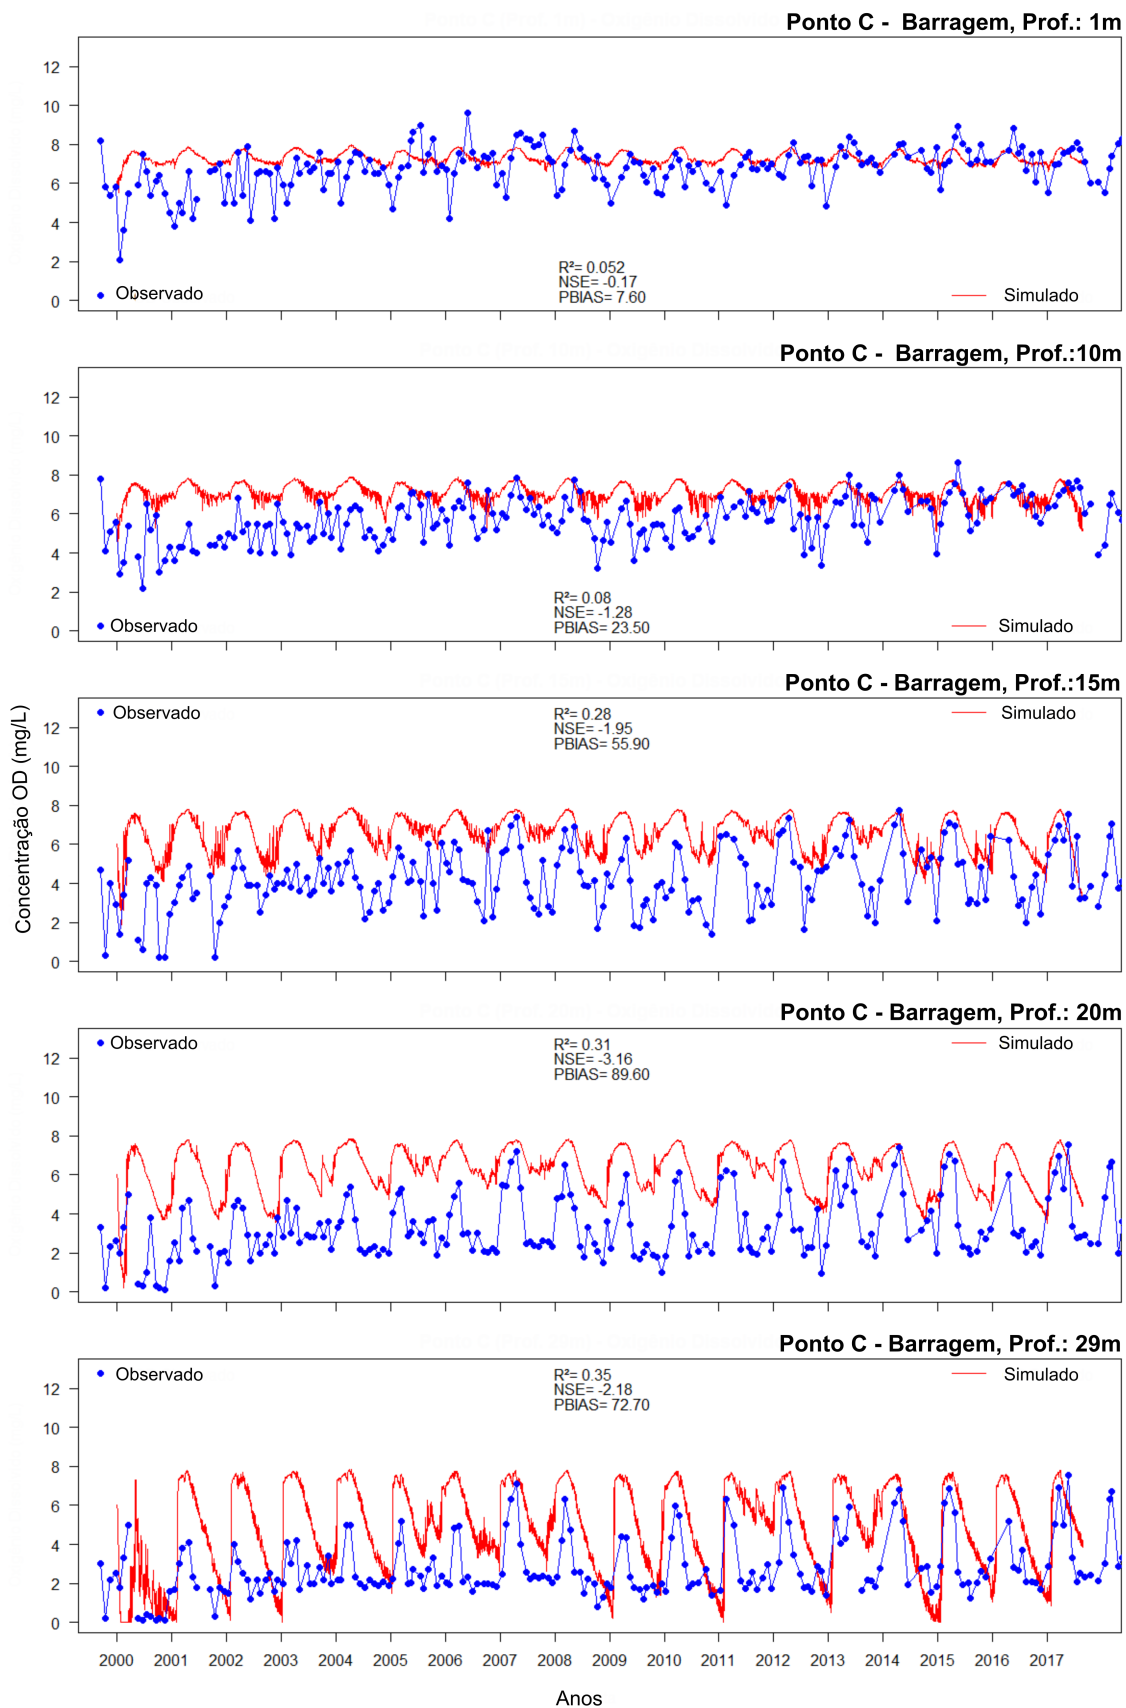 Ponto C -  Barragem, Prof.: 1m
12
10
8
6
4
2
0
R²= 0.052
NSE= -0.17
PBIAS= 7.60
Observado
Simulado
Ponto C -  Barragem, Prof.:10m
12
10
8
6
4
2
0
R²= 0.08
NSE= -1.28
PBIAS= 23.50
Observado
Simulado
Ponto C - Barragem, Prof.:15m
Observado
R²= 0.28
NSE= -1.95
PBIAS= 55.90
Simulado
12
10
8
6
4
2
0
Concentração OD (mg/L)
Ponto C - Barragem, Prof.: 20m
Observado
R²= 0.31
NSE= -3.16
PBIAS= 89.60
Simulado
12
10
8
6
4
2
0
Ponto C - Barragem, Prof.: 29m
Observado
R²= 0.35
NSE= -2.18
PBIAS= 72.70
Simulado
12
10
8
6
4
2
0
2000 2001 2002 2003 2004 2005 2006 2007 2008 2009 2010 2011 2012 2013 2014 2015 2016 2017
Anos